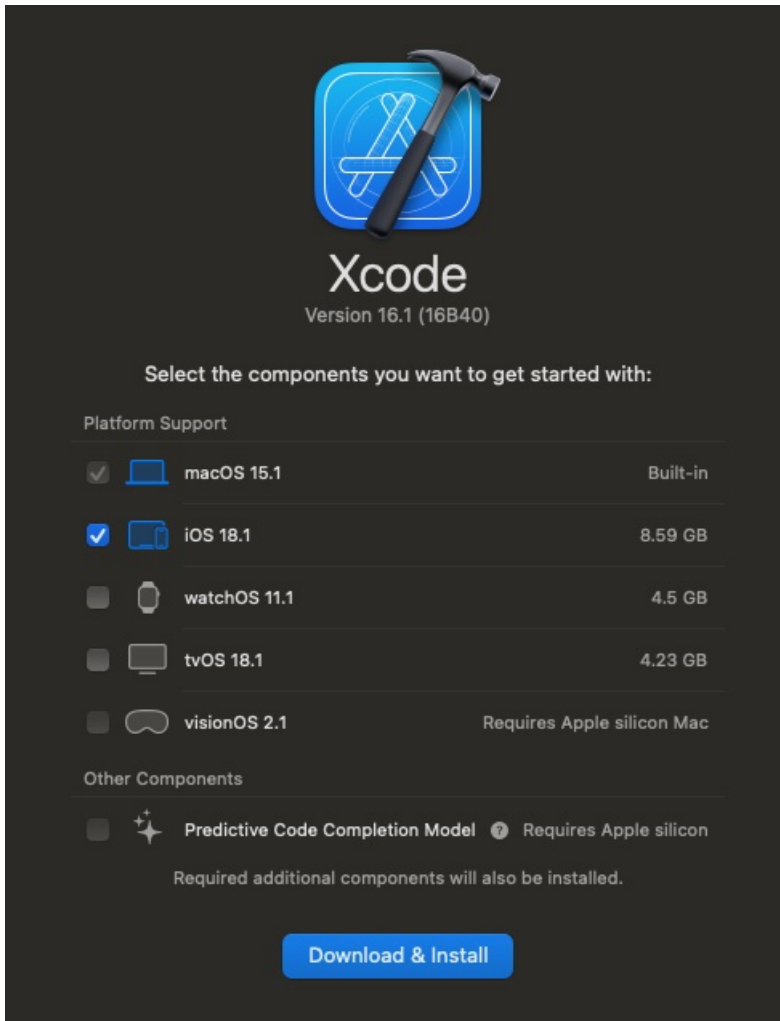 Xcode
Version 16.1 (16B40)
Select the components you want to get started with:
Platform Support
macOS 15.1 Built-in
iOS 18.1 8.59 GB
watchOS 11.1 4.5 GB
tvOS 18.1 4.23 GB
visionOS 2.1 Requires Apple silicon Mac
Other Components
Predictive Code Completion Model ? Requires Apple silicon
Required additional components will also be installed.
Download & Install